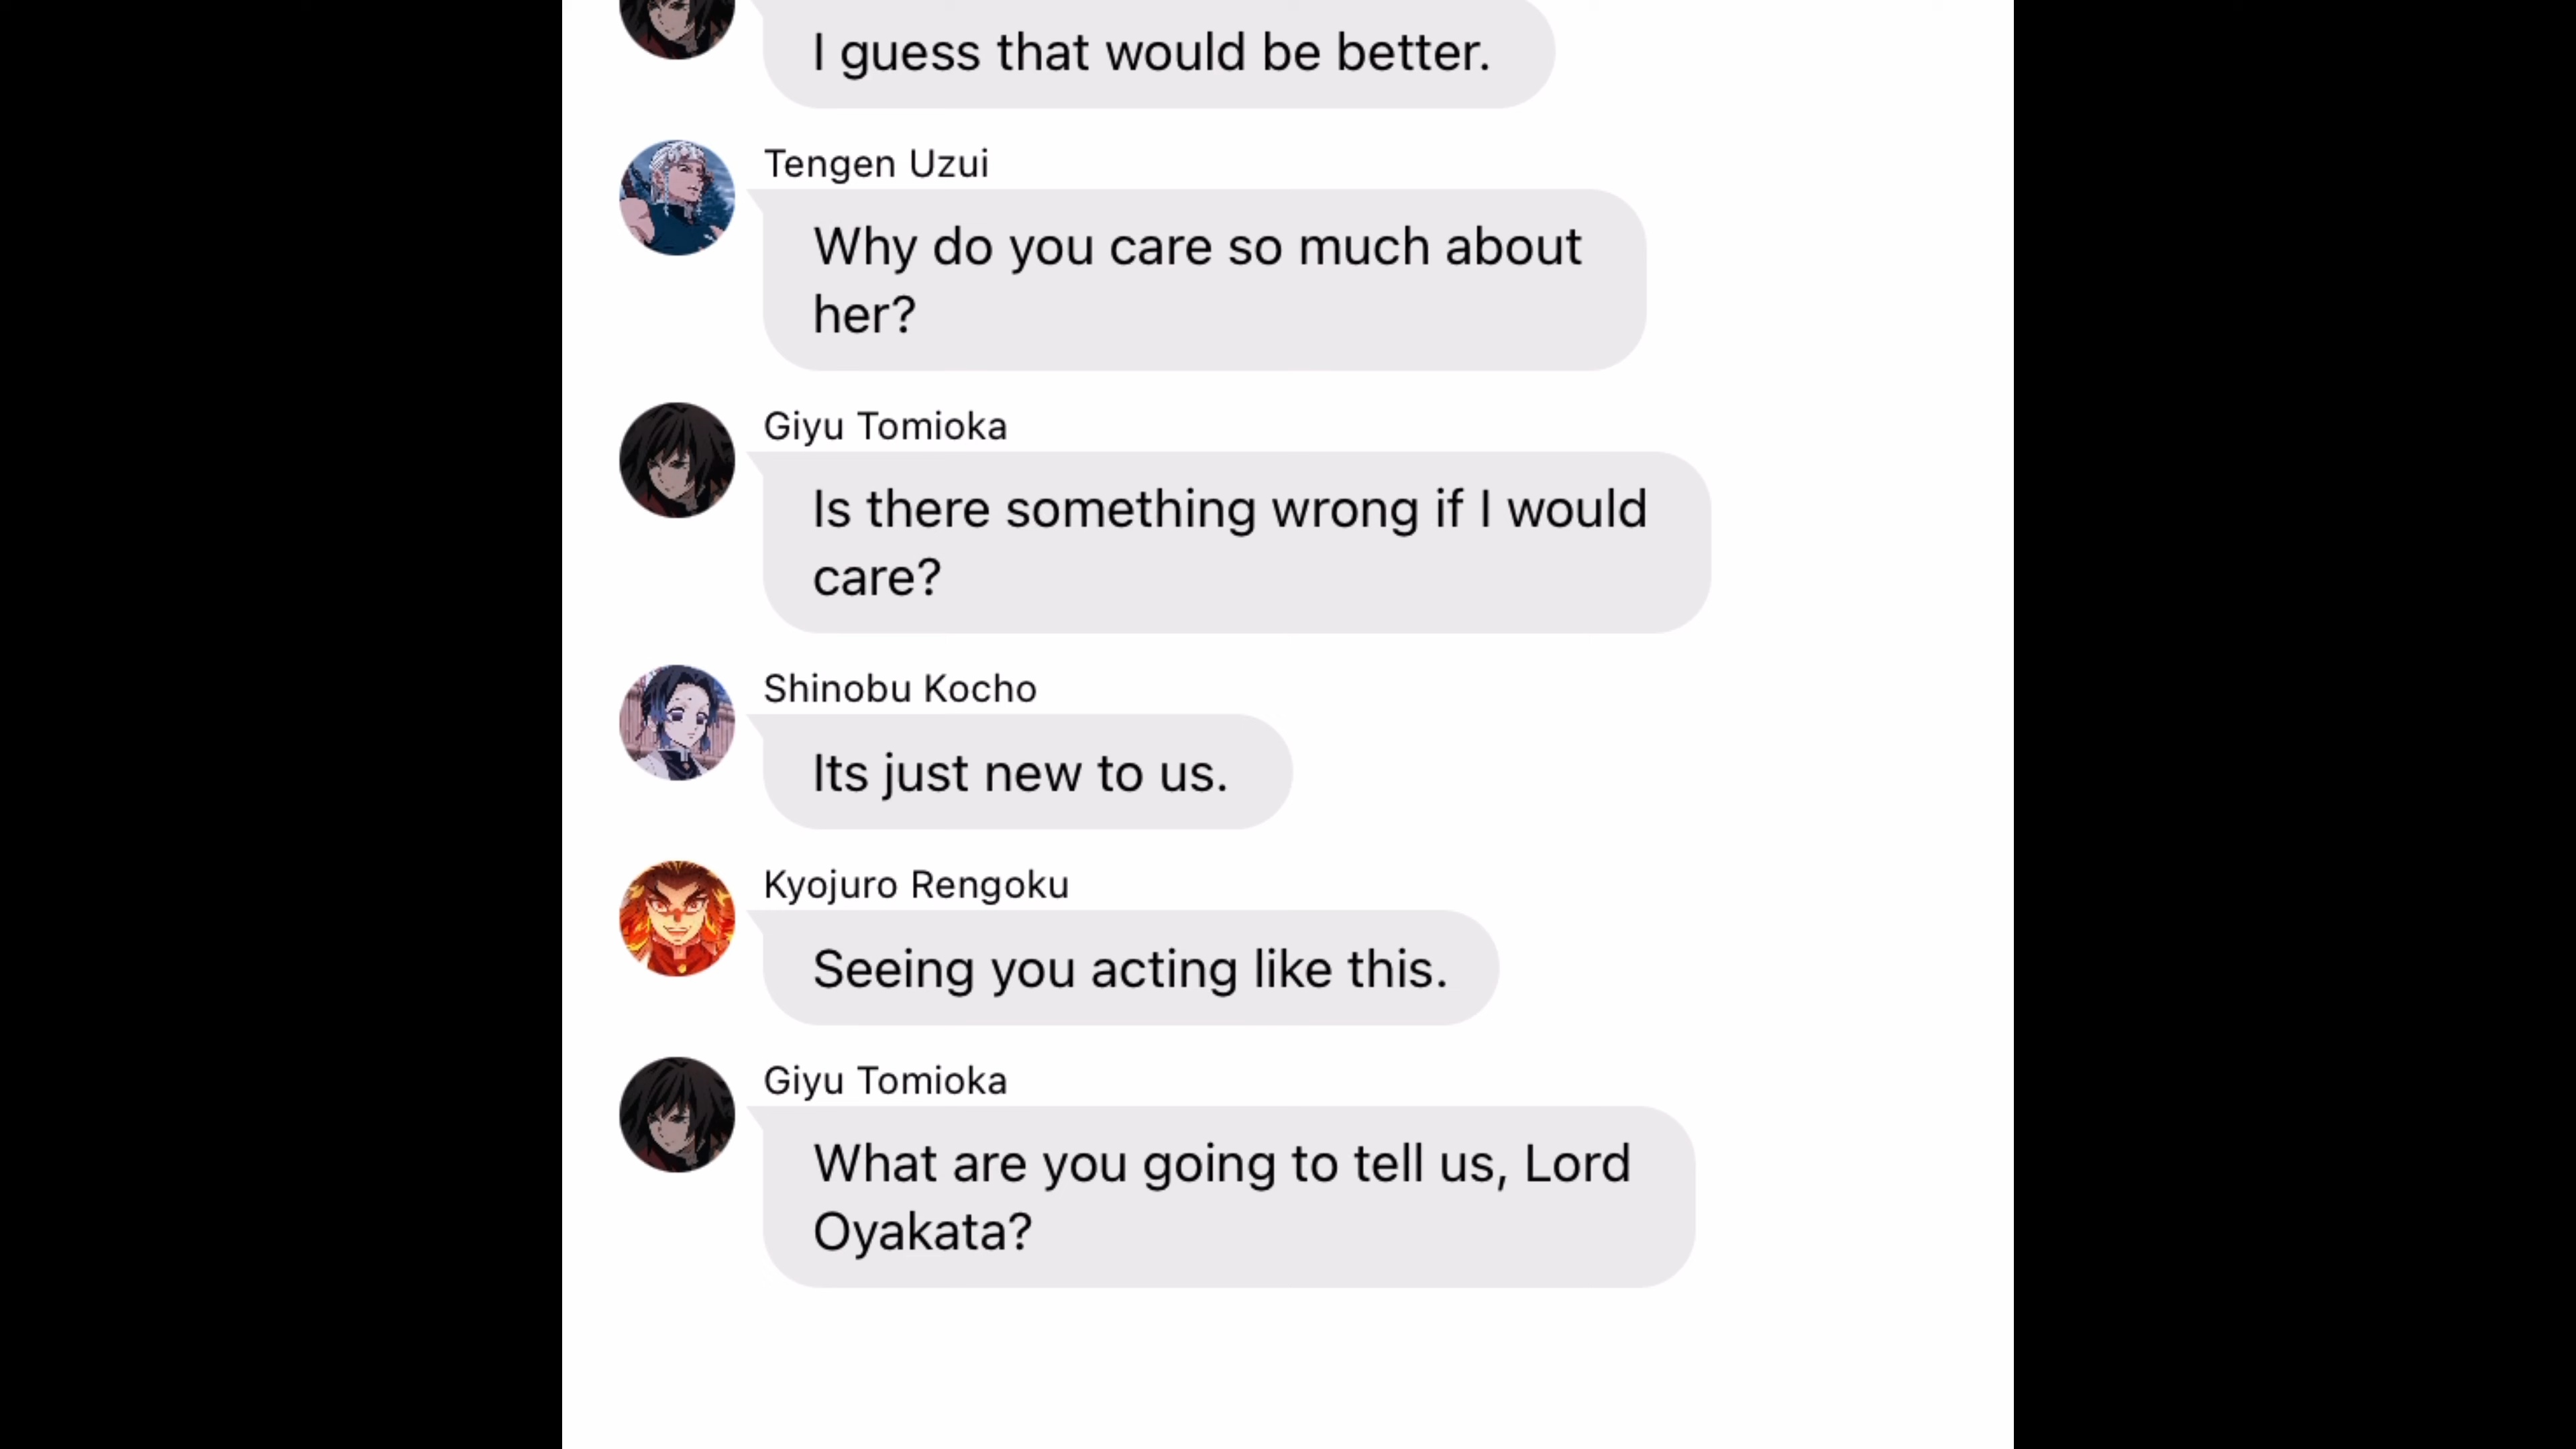 I guess that would be better.
Tengen Uzui
Why do you care so much about
her?
Giyu Tomioka
Is there something wrong if I would
care?
Shinobu Kocho
Its just new to us.
Kyojuro Rengoku
Seeing you acting like this.
Giyu Tomioka
What are you going to tell us, Lord
Oyakata?